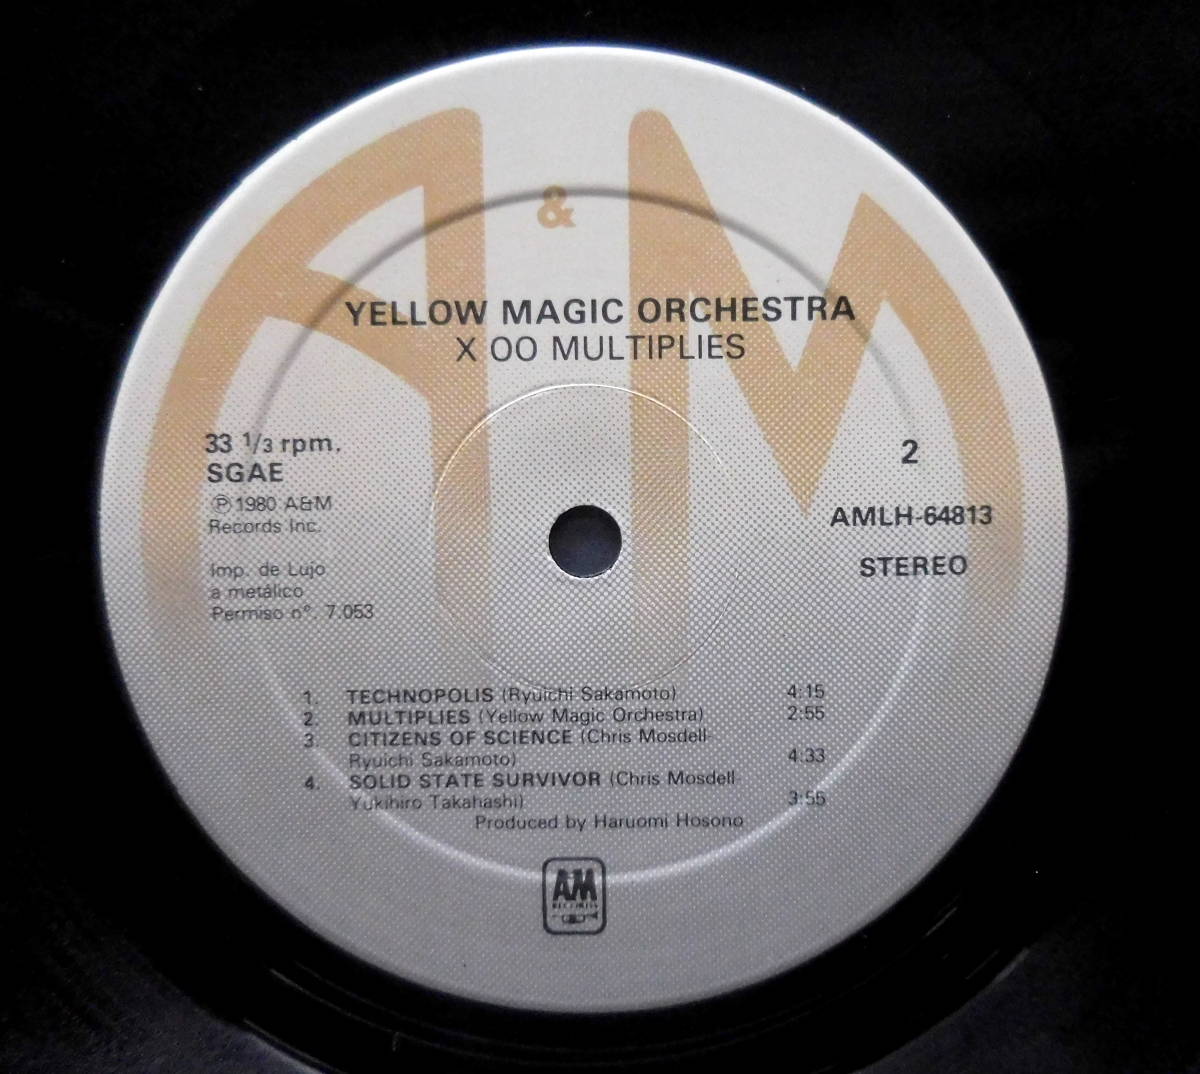 A & M
YELLOW MAGIC ORCHESTRA
X OO MULTIPLIES
33 1/3 rpm.
SGAE
℗1980 A&M
Records Inc.
Imp. de Lujo
a metálico
Permiso nº. 7.053
2
AMLH-64813
STEREO
1. TECHNOPOLIS (Ryuichi Sakamoto) 4:15
2. MULTIPLIES (Yellow Magic Orchestra) 2:55
3. CITIZENS OF SCIENCE (Chris Mosdell-
Ryuichi Sakamoto) 4:33
4. SOLID STATE SURVIVOR (Chris Mosdell-
Yukihiro Takahashi) 3:55
Produced by Haruomi Hosono
A&M
RECORDS